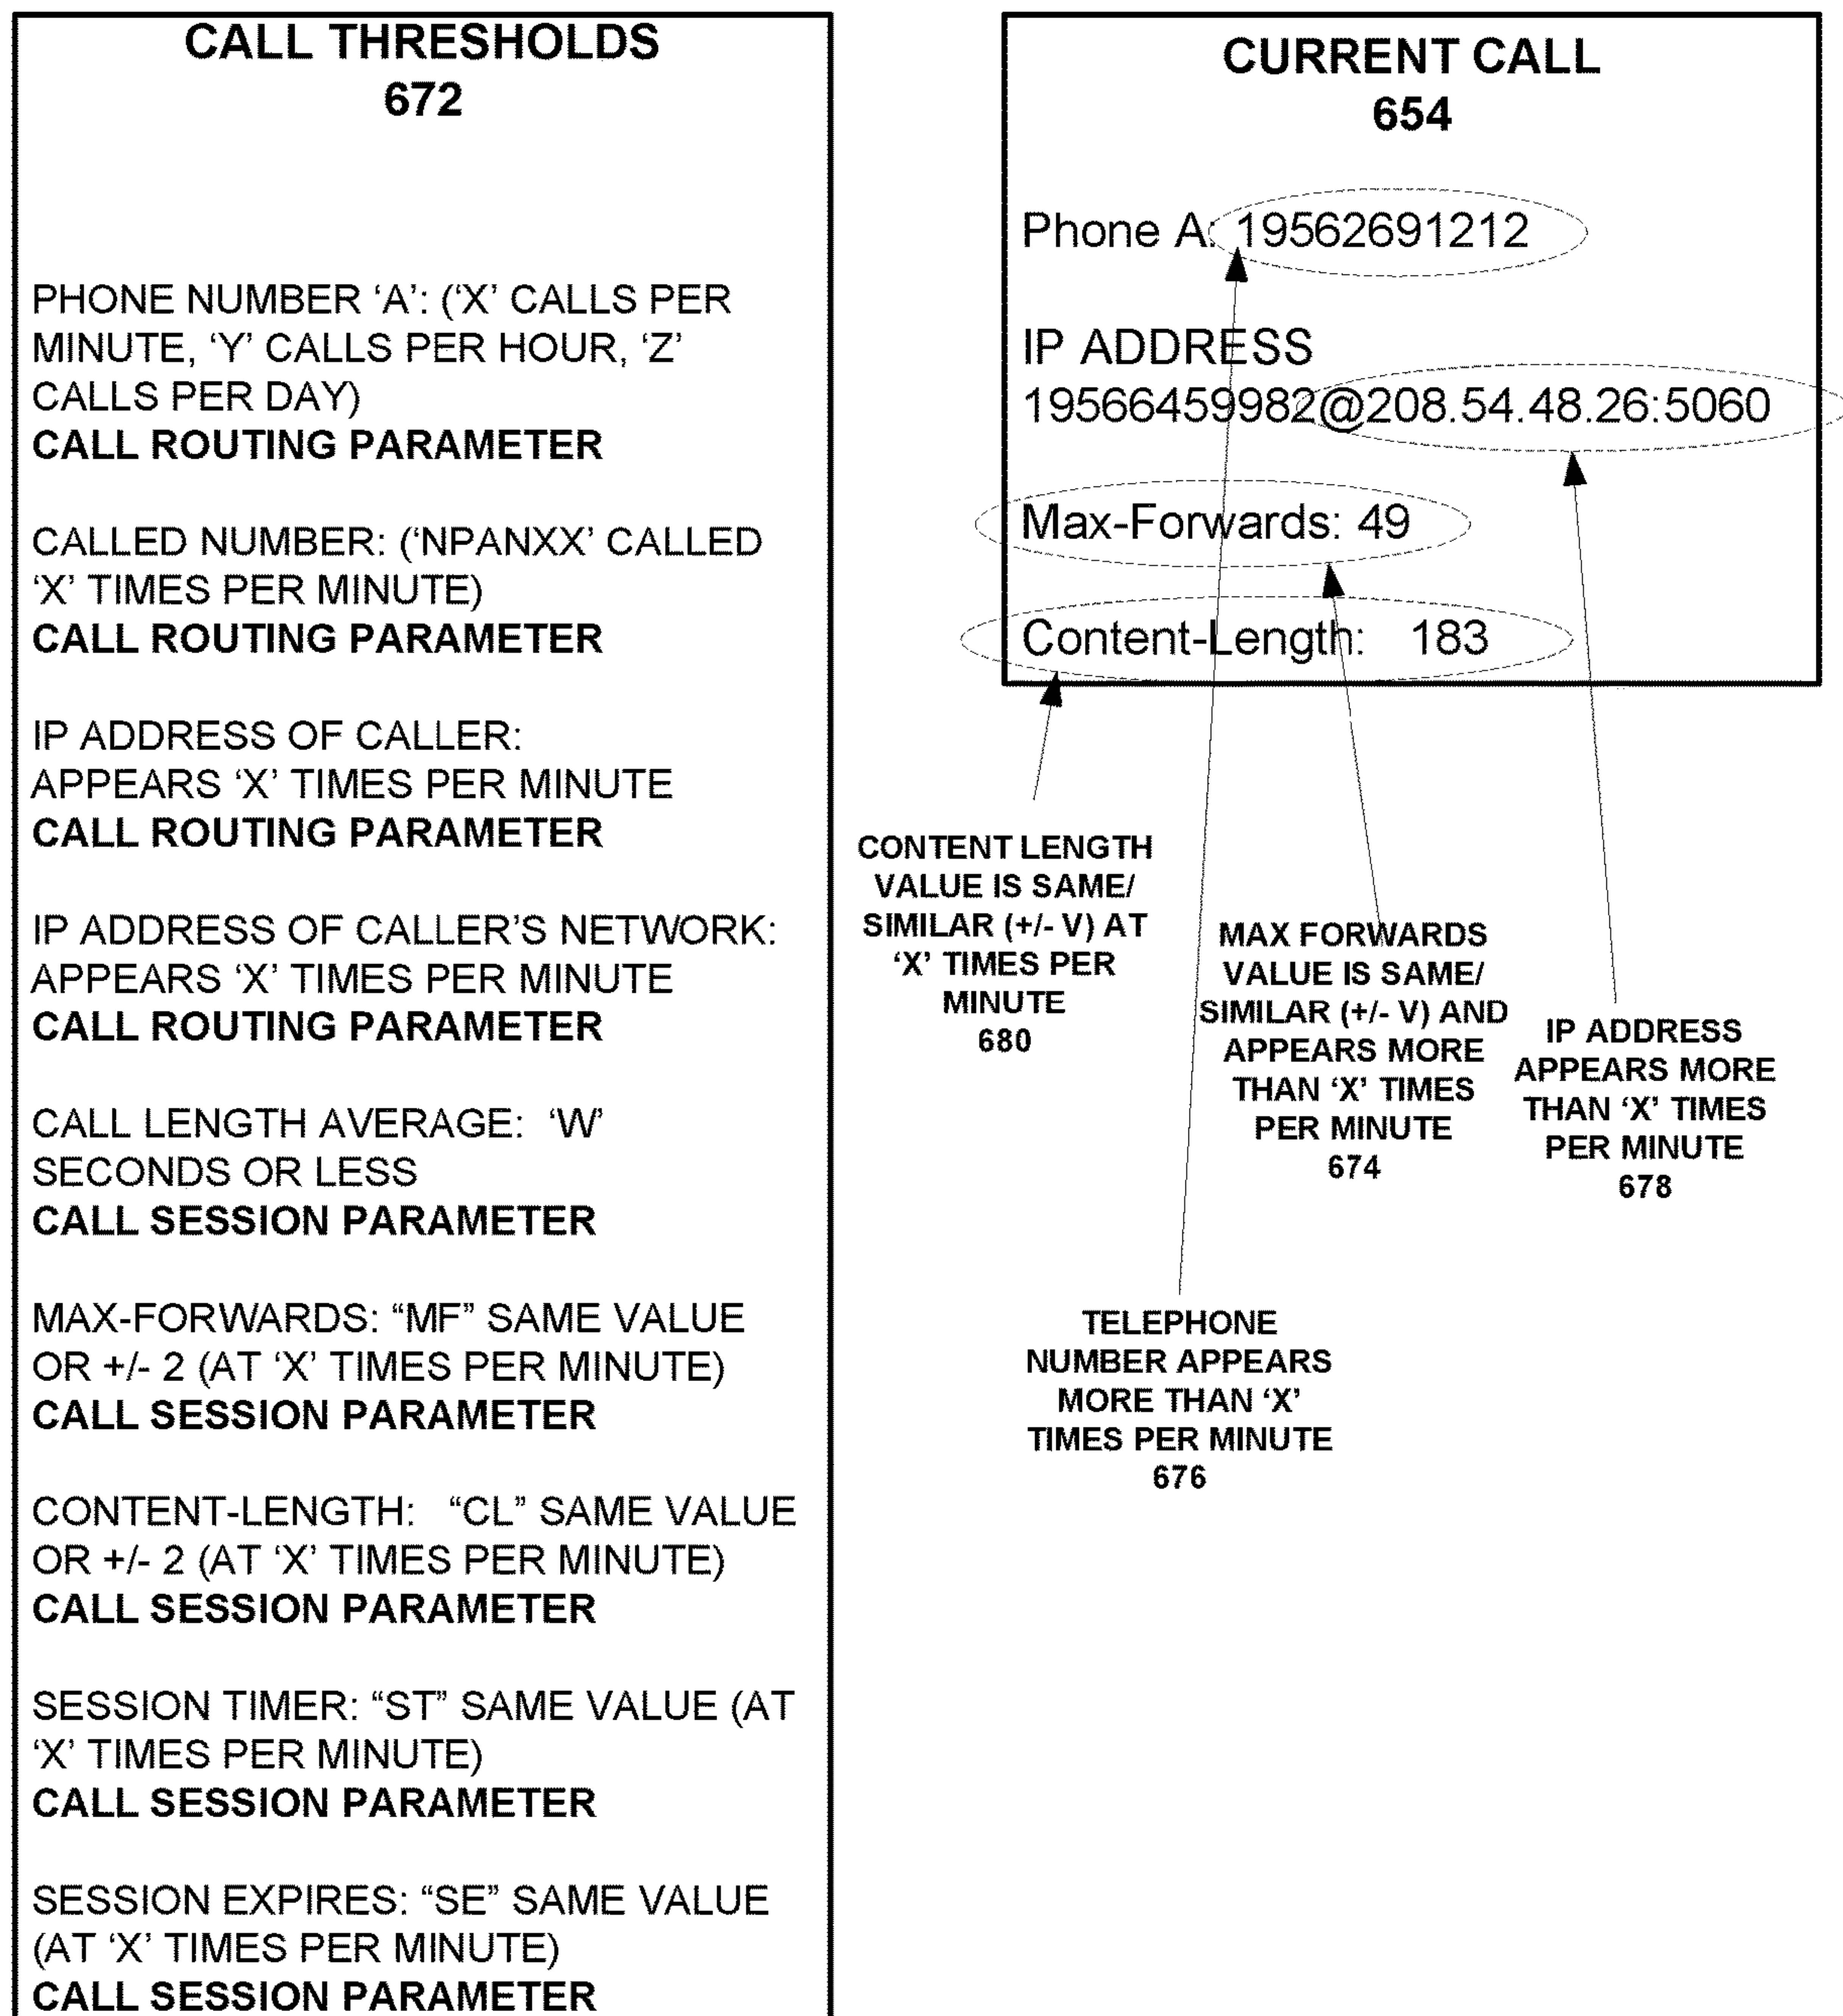 CALL THRESHOLDS
672
PHONE NUMBER ‘A’: (‘X’ CALLS PER
MINUTE, ‘Y’ CALLS PER HOUR, ‘Z’
CALLS PER DAY)
CALL ROUTING PARAMETER
CALLED NUMBER: (‘NPANXX’ CALLED
‘X’ TIMES PER MINUTE)
CALL ROUTING PARAMETER
IP ADDRESS OF CALLER:
APPEARS ‘X’ TIMES PER MINUTE
CALL ROUTING PARAMETER
IP ADDRESS OF CALLER’S NETWORK:
APPEARS ‘X’ TIMES PER MINUTE
CALL ROUTING PARAMETER
CALL LENGTH AVERAGE: ‘W’
SECONDS OR LESS
CALL SESSION PARAMETER
MAX-FORWARDS: “MF” SAME VALUE
OR +/- 2 (AT ‘X’ TIMES PER MINUTE)
CALL SESSION PARAMETER
CONTENT-LENGTH: “CL” SAME VALUE
OR +/- 2 (AT ‘X’ TIMES PER MINUTE)
CALL SESSION PARAMETER
SESSION TIMER: “ST” SAME VALUE (AT
‘X’ TIMES PER MINUTE)
CALL SESSION PARAMETER
SESSION EXPIRES: “SE” SAME VALUE
(AT ‘X’ TIMES PER MINUTE)
CALL SESSION PARAMETER
CURRENT CALL
654
Phone A: 19562691212
IP ADDRESS
19566459982@208.54.48.26:5060
Max-Forwards: 49
Content-Length: 183
CONTENT LENGTH
VALUE IS SAME/
SIMILAR (+/- V) AT
‘X’ TIMES PER
MINUTE
680
MAX FORWARDS
VALUE IS SAME/
SIMILAR (+/- V) AND
APPEARS MORE
THAN ‘X’ TIMES
PER MINUTE
674
IP ADDRESS
APPEARS MORE
THAN ‘X’ TIMES
PER MINUTE
678
TELEPHONE
NUMBER APPEARS
MORE THAN ‘X’
TIMES PER MINUTE
676